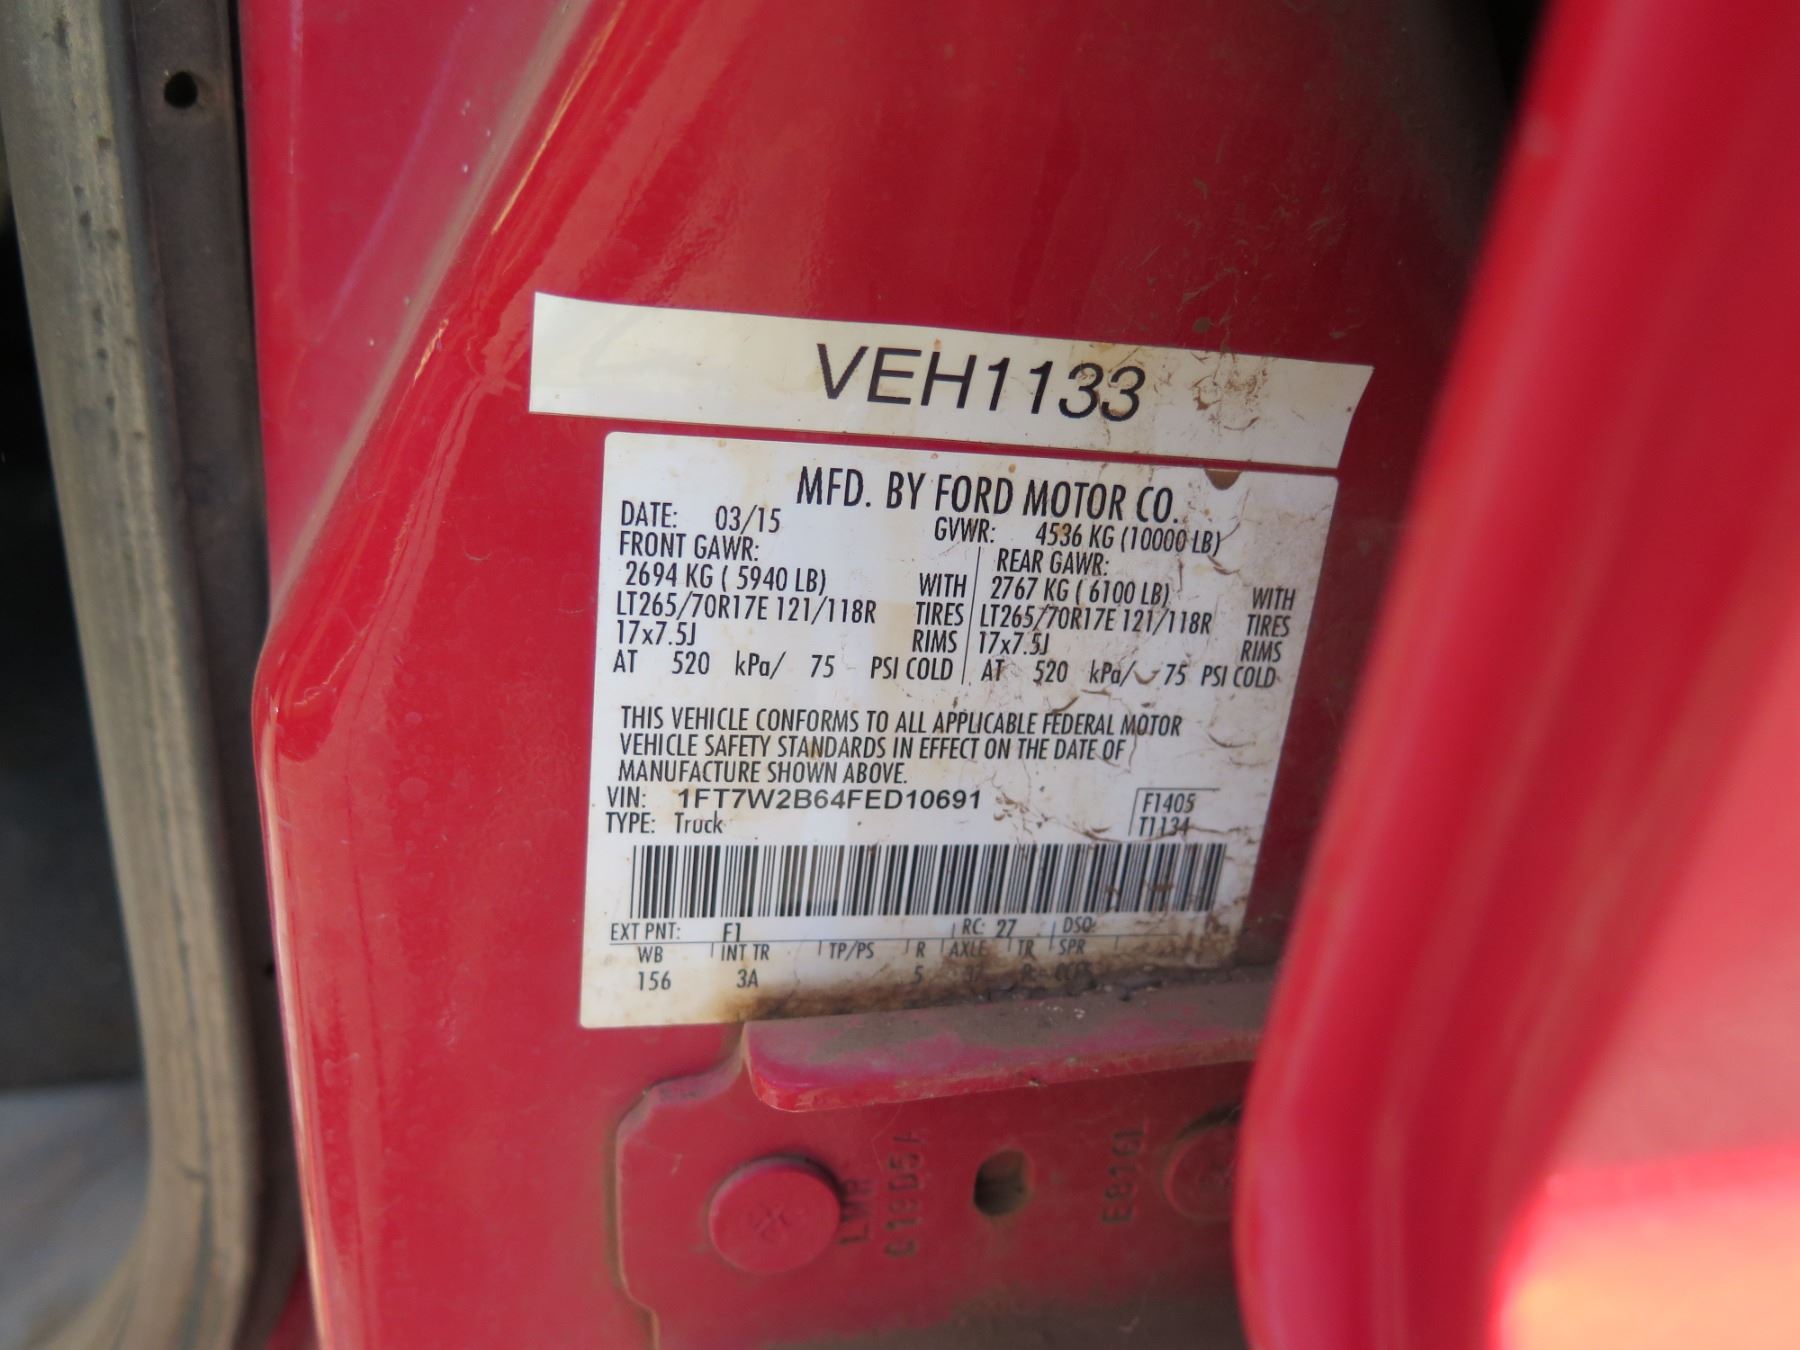 VEH1133
MFD. BY FORD MOTOR CO.
DATE: 03/15 GVWR: 4536 KG (10000 LB)
FRONT GAWR: REAR GAWR:
2694 KG ( 5940 LB) WITH 2767 KG ( 6100 LB) WITH
LT265/70R17E 121/118R TIRES LT265/70R17E 121/118R TIRES
17x7.5J RIMS 17x7.5J RIMS
AT 520 kPa/ 75 PSI COLD AT 520 kPa/ 75 PSI COLD
THIS VEHICLE CONFORMS TO ALL APPLICABLE FEDERAL MOTOR
VEHICLE SAFETY STANDARDS IN EFFECT ON THE DATE OF
MANUFACTURE SHOWN ABOVE.
VIN: 1FT7W2B64FED10691 F1405
TYPE: Truck T1134
EXT PNT: F1 RC: 27 DSO:
WB INT TR TP/PS R AXLE TR SPR
156 3A 5